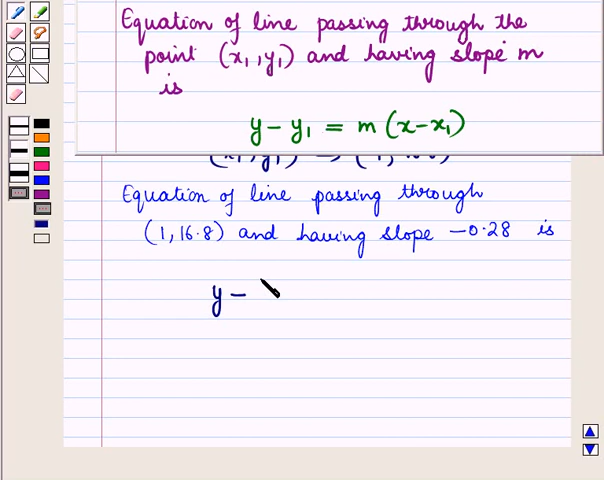 Equation of line passing through the
point (x₁,y₁) and having slope m
is
y - y₁ = m (x-x₁)
Equation of line passing through
(1, 16.8) and having slope -0.28 is
y -